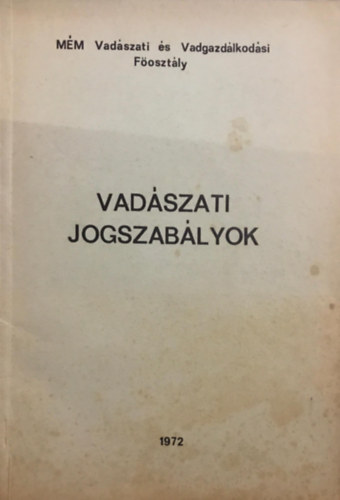 MÉM Vadászati és Vadgazdálkodási
Főosztály
VADÁSZATI
JOGSZABÁLYOK
1972